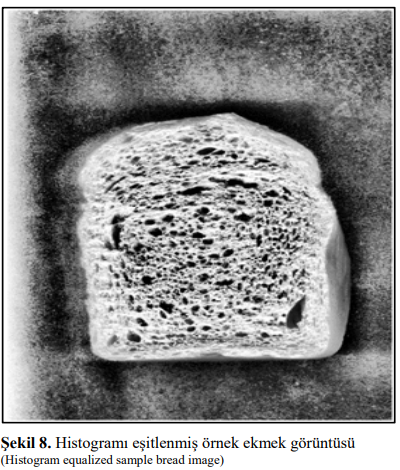 Şekil 8. Histogramı eşitlenmiş örnek ekmek görüntüsü
(Histogram equalized sample bread image)